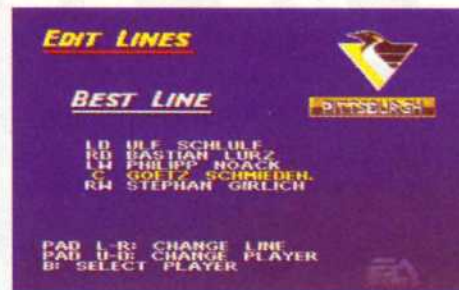 EDIT LINES
PITTSBURGH
BEST LINE
LD ULF SCHLULF
RD BASTIAN LURZ
LW PHILIPP NOACK
C GOETZ SCHMIEDEN.
RW STEPHAN GIRLICH
PAD L-R: CHANGE LINE
PAD U-D: CHANGE PLAYER
B: SELECT PLAYER
EA